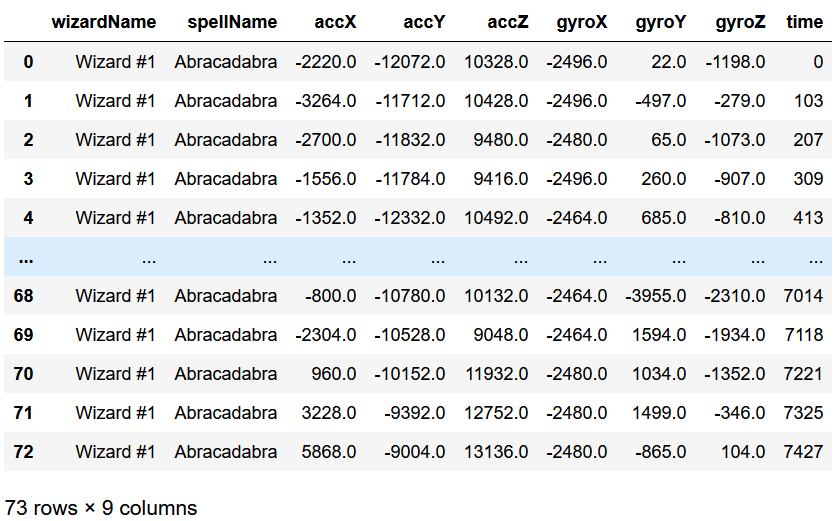 wizardName spellName accX accY accZ gyroX gyroY gyroZ time
0 Wizard #1 Abracadabra -2220.0 -12072.0 10328.0 -2496.0 22.0 -1198.0 0
1 Wizard #1 Abracadabra -3264.0 -11712.0 10428.0 -2496.0 -497.0 -279.0 103
2 Wizard #1 Abracadabra -2700.0 -11832.0 9480.0 -2480.0 65.0 -1073.0 207
3 Wizard #1 Abracadabra -1556.0 -11784.0 9416.0 -2496.0 260.0 -907.0 309
4 Wizard #1 Abracadabra -1352.0 -12332.0 10492.0 -2464.0 685.0 -810.0 413
... ... ... ... ... ... ... ... ... ...
68 Wizard #1 Abracadabra -800.0 -10780.0 10132.0 -2464.0 -3955.0 -2310.0 7014
69 Wizard #1 Abracadabra -2304.0 -10528.0 9048.0 -2464.0 1594.0 -1934.0 7118
70 Wizard #1 Abracadabra 960.0 -10152.0 11932.0 -2480.0 1034.0 -1352.0 7221
71 Wizard #1 Abracadabra 3228.0 -9392.0 12752.0 -2480.0 1499.0 -346.0 7325
72 Wizard #1 Abracadabra 5868.0 -9004.0 13136.0 -2480.0 -865.0 104.0 7427
73 rows × 9 columns